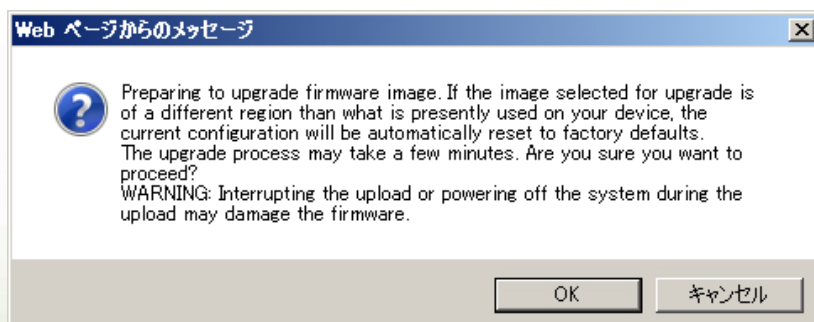 Web ページからのメッセージ
Preparing to upgrade firmware image. If the image selected for upgrade is
of a different region than what is presently used on your device, the
current configuration will be automatically reset to factory defaults.
The upgrade process may take a few minutes. Are you sure you want to
proceed?
WARNING: Interrupting the upload or powering off the system during the
upload may damage the firmware.
OK
キャンセル